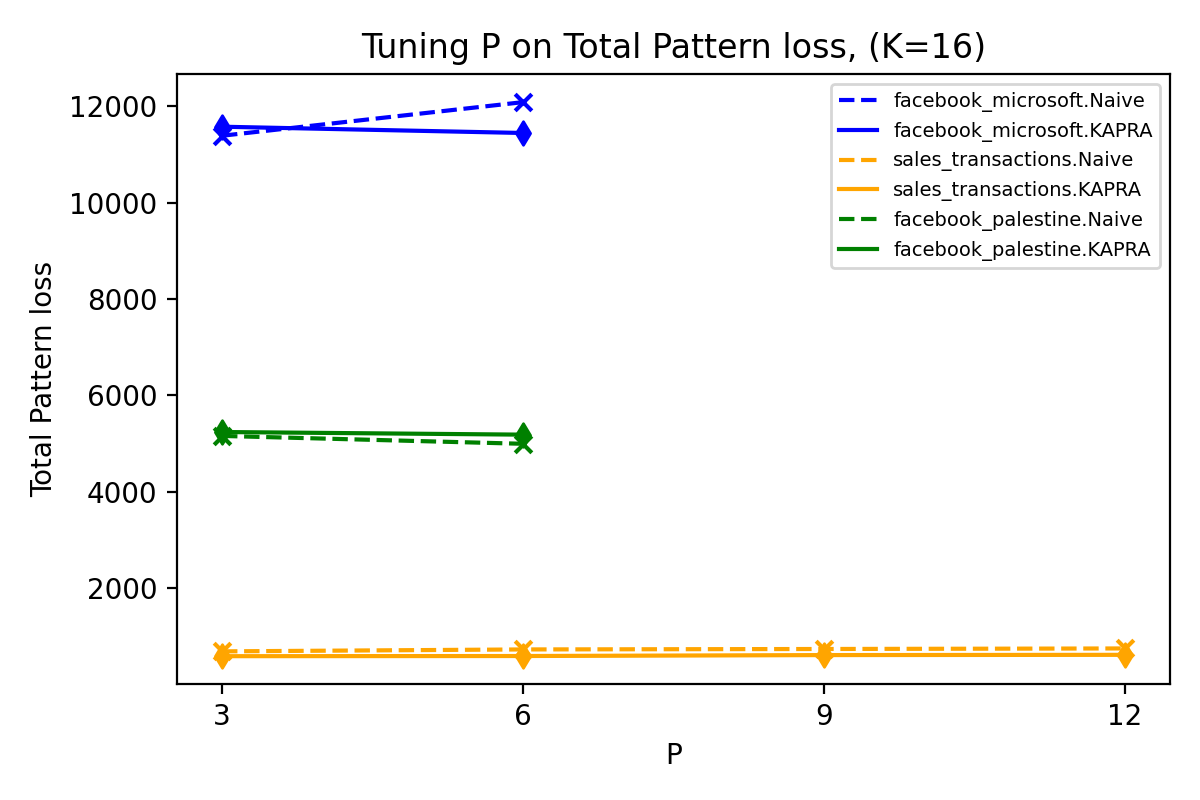 Tuning P on Total Pattern loss, (K=16)
Total Pattern loss
12000
10000
8000
6000
4000
2000
facebook_microsoft.Naive
facebook_microsoft.KAPRA
sales_transactions.Naive
sales_transactions.KAPRA
facebook_palestine.Naive
facebook_palestine.KAPRA
3 6 9 12
P